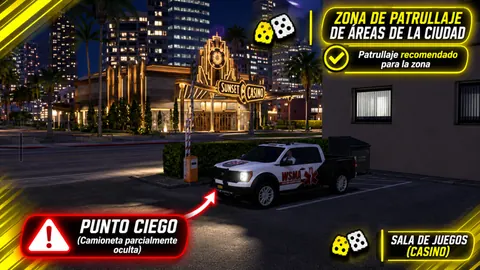 ZONA DE PATRULLAJE
DE ÁREAS DE LA CIUDAD
Patrullaje recomendado
para la zona
SUNSET CASINO
WSMA
PUNTO CIEGO
(Camioneta parcialmente
oculta)
SALA DE JUEGOS
(CASINO)